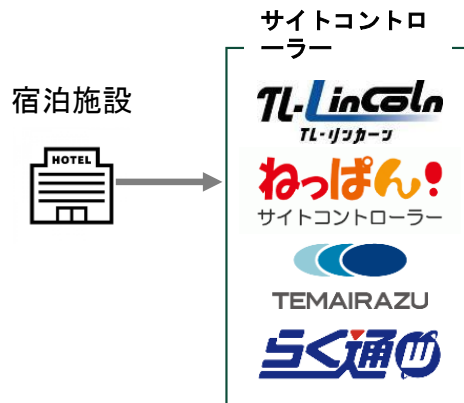 サイトコントロ
ーラー
宿泊施設
HOTEL
TL-Lincoln
TL-リンカーン
ねっぱん!
サイトコントローラー
TEMAIRAZU
らく通